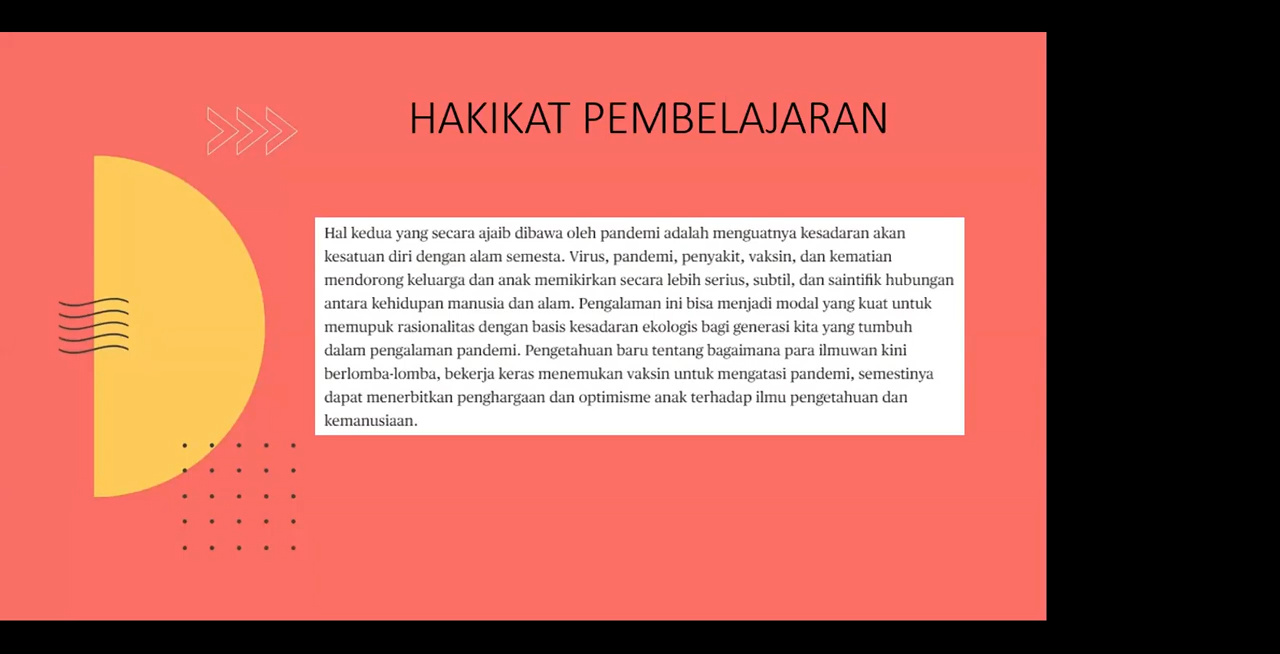 HAKIKAT PEMBELAJARAN
Hal kedua yang secara ajaib dibawa oleh pandemi adalah menguatnya kesadaran akan
kesatuan diri dengan alam semesta. Virus, pandemi, penyakit, vaksin, dan kematian
mendorong keluarga dan anak memikirkan secara lebih serius, subtil, dan saintifik hubungan
antara kehidupan manusia dan alam. Pengalaman ini bisa menjadi modal yang kuat untuk
memupuk rasionalitas dengan basis kesadaran ekologis bagi generasi kita yang tumbuh
dalam pengalaman pandemi. Pengetahuan baru tentang bagaimana para ilmuwan kini
berlomba-lomba, bekerja keras menemukan vaksin untuk mengatasi pandemi, semestinya
dapat menerbitkan penghargaan dan optimisme anak terhadap ilmu pengetahuan dan
kemanusiaan.